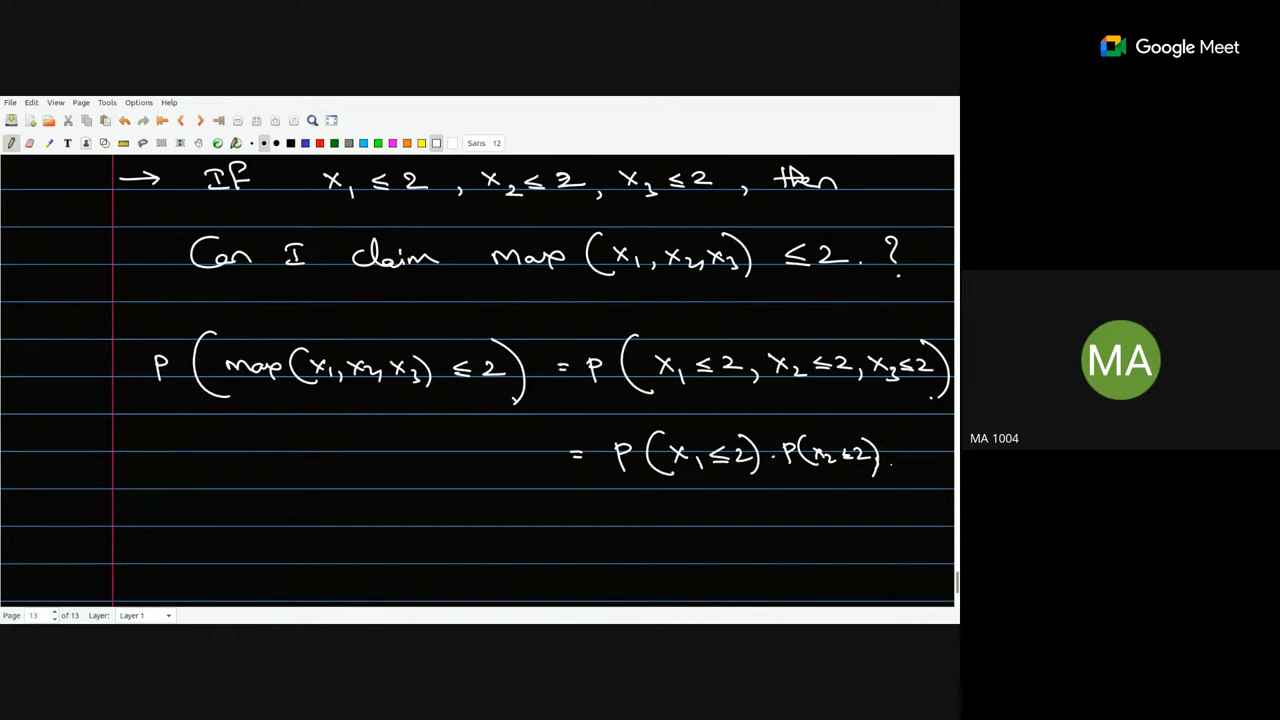 Google Meet
File Edit View Page Tools Options Help
Sans 12
→ If x₁ ≤ 2, x₂ ≤ 2, x₃ ≤ 2, then
Can I claim max (x₁, x₂, x₃) ≤ 2. ?
P (max(x₁, x₂, x₃) ≤ 2) = P (x₁ ≤ 2, x₂ ≤ 2, x₃ ≤ 2)
= P (x₁ ≤ 2) · P(x₂ ≤ 2) .
MA
MA 1004
Page 13 of 13 Layer: Layer 1